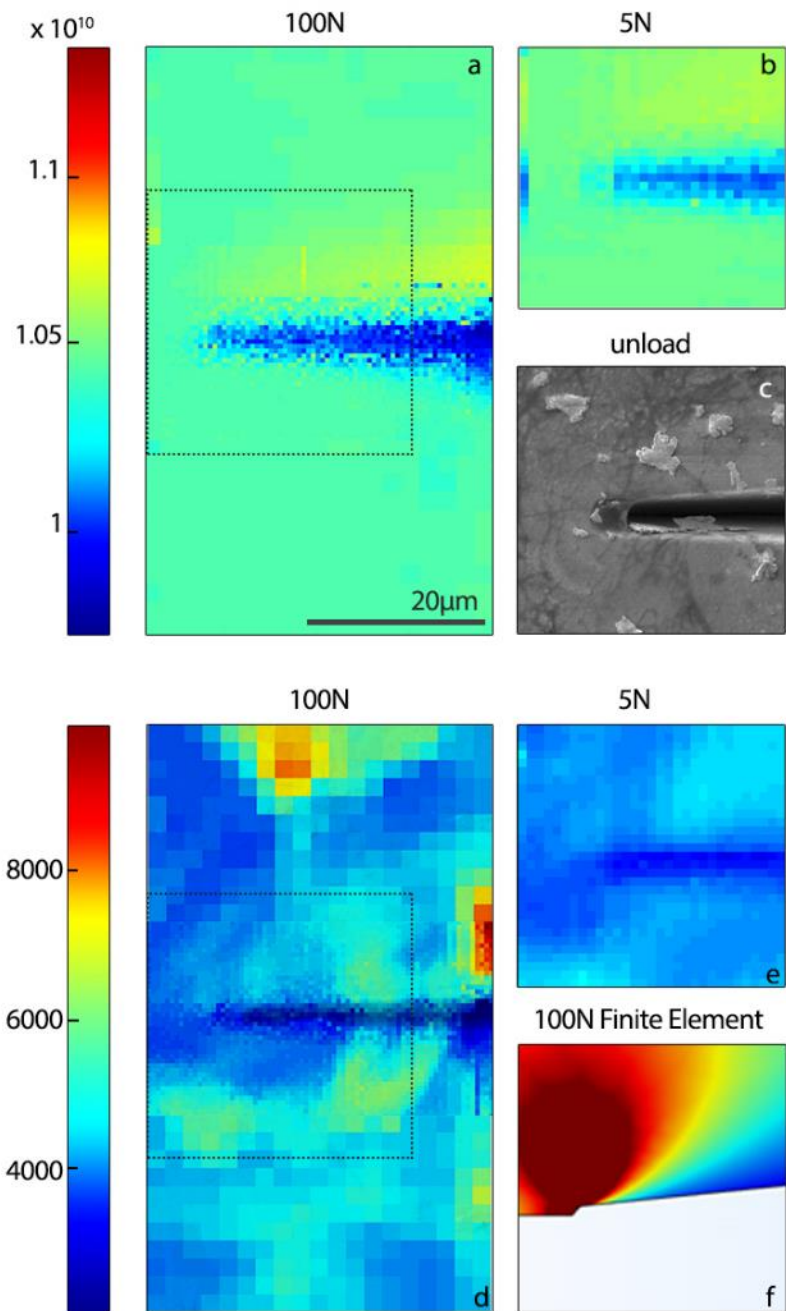 x 10¹⁰
100N
5N
a
b
1.1
1.05
unload
c
1
20μm
100N
5N
8000
e
6000
100N Finite Element
4000
d
f